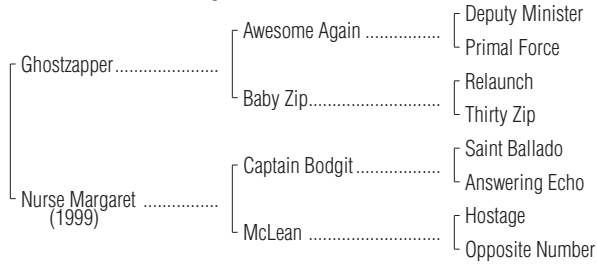 Deputy Minister
Awesome Again ................
Primal Force
Ghostzapper.....................
Relaunch
Baby Zip...........................
Thirty Zip
Saint Ballado
Captain Bodgit.................
Answering Echo
Nurse Margaret ...............
(1999)
Hostage
McLean ..........................
Opposite Number